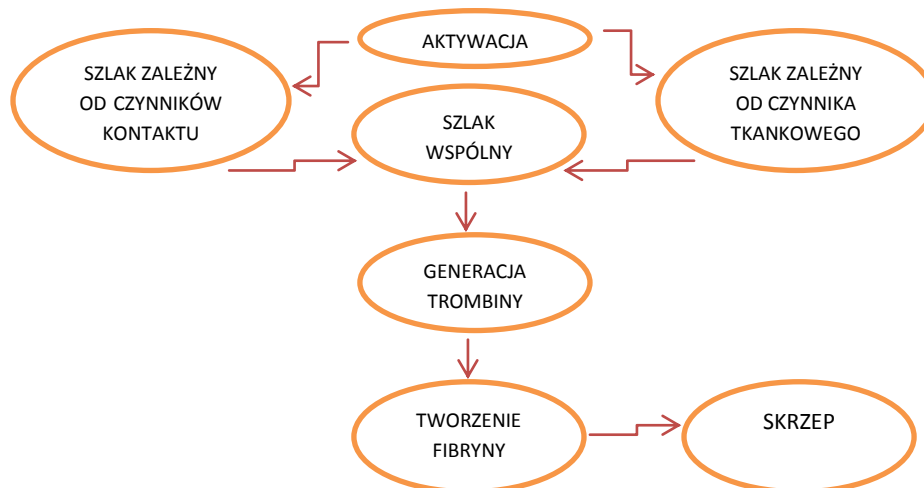 AKTYWACJA
SZLAK ZALEŻNY
OD CZYNNIKÓW
KONTAKTU
SZLAK ZALEŻNY
OD CZYNNIKA
TKANKOWEGO
SZLAK
WSPÓLNY
GENERACJA
TROMBINY
TWORZENIE
FIBRYNY
SKRZEP